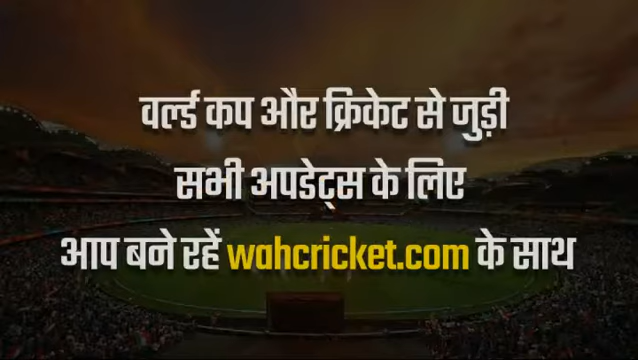 वर्ल्ड कप और क्रिकेट से जुड़ी
सभी अपडेट्स के लिए
आप बने रहें wahcricket.com के साथ